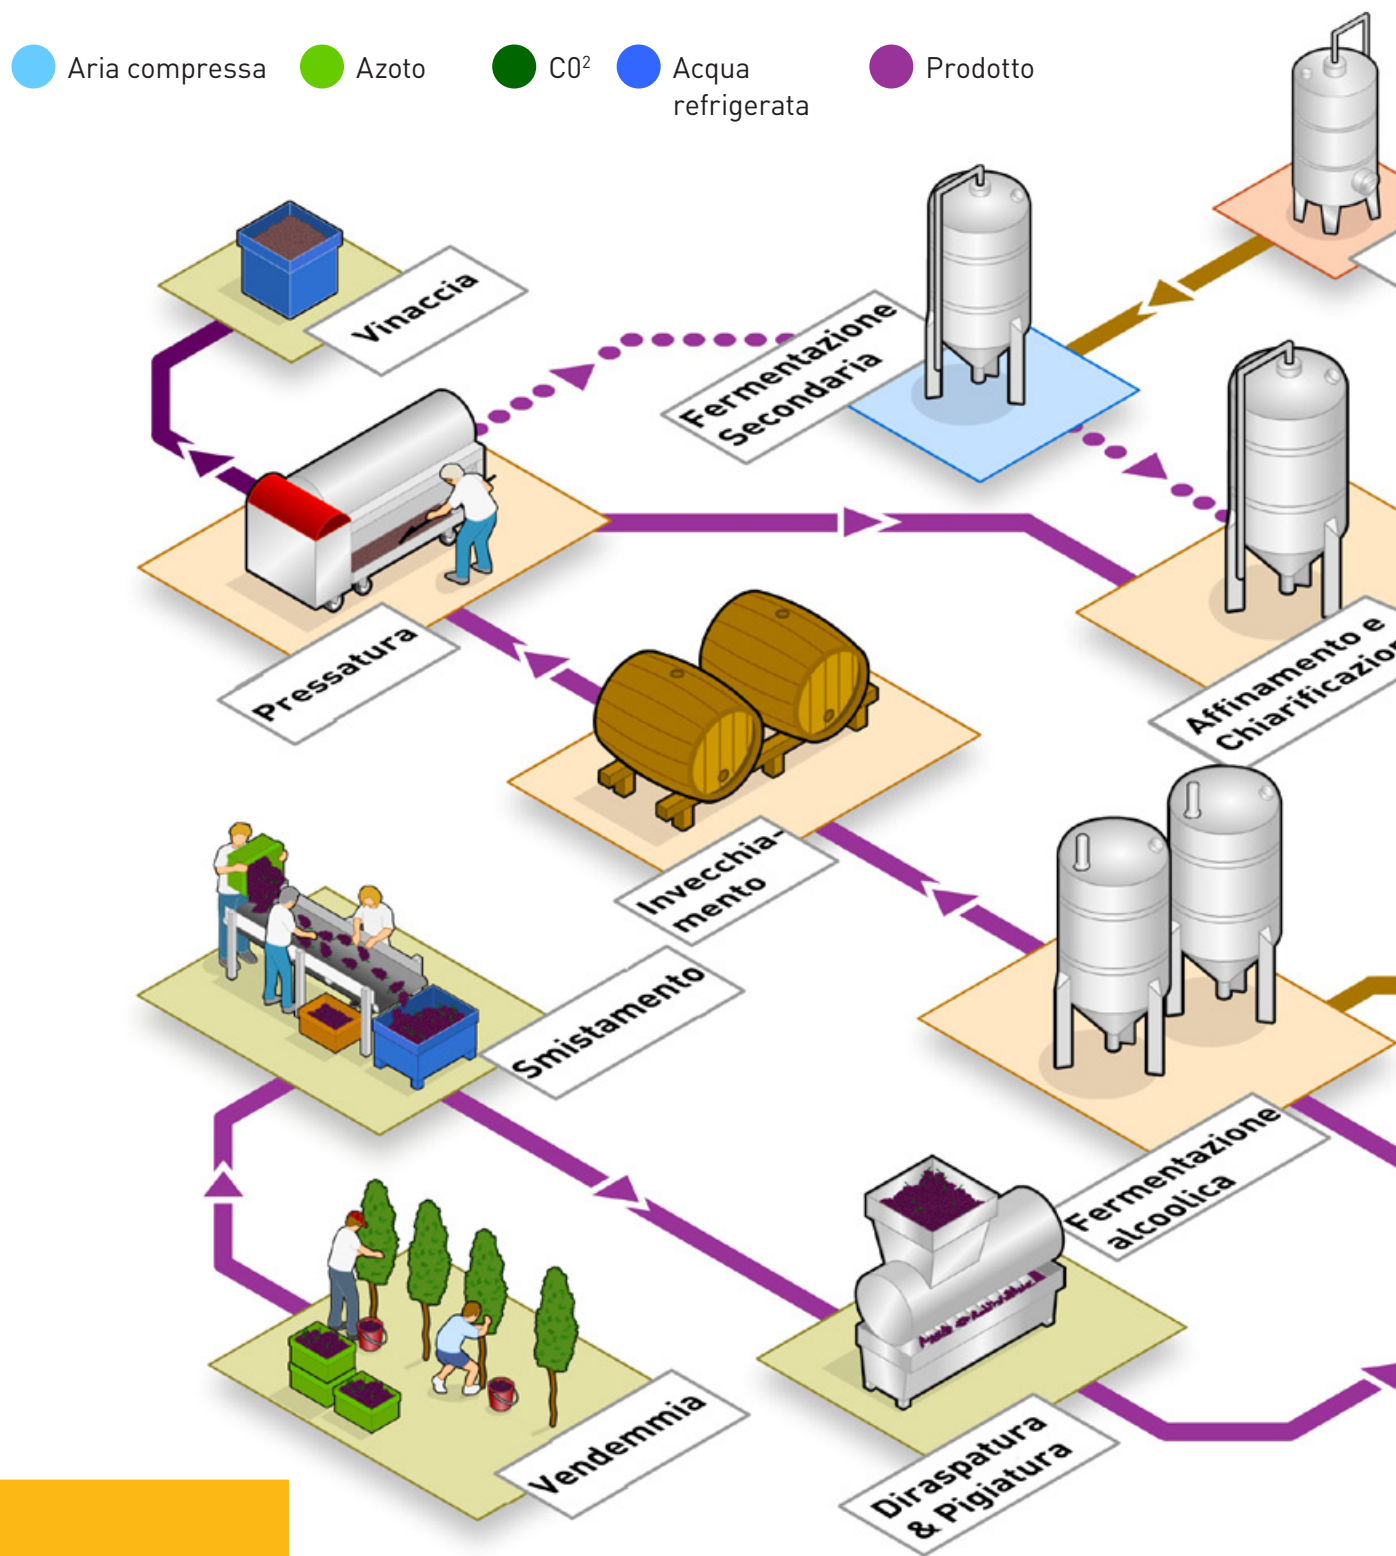 Aria compressa
Azoto
CO²
Acqua
refrigerata
Prodotto
Vinaccia
Fermentazione
Secondaria
Pressatura
Affinamento e
Invecchia-
mento
Smistamento
Fermentazione
alcoolica
Vendemmia
Diraspatura
& Pigiatura